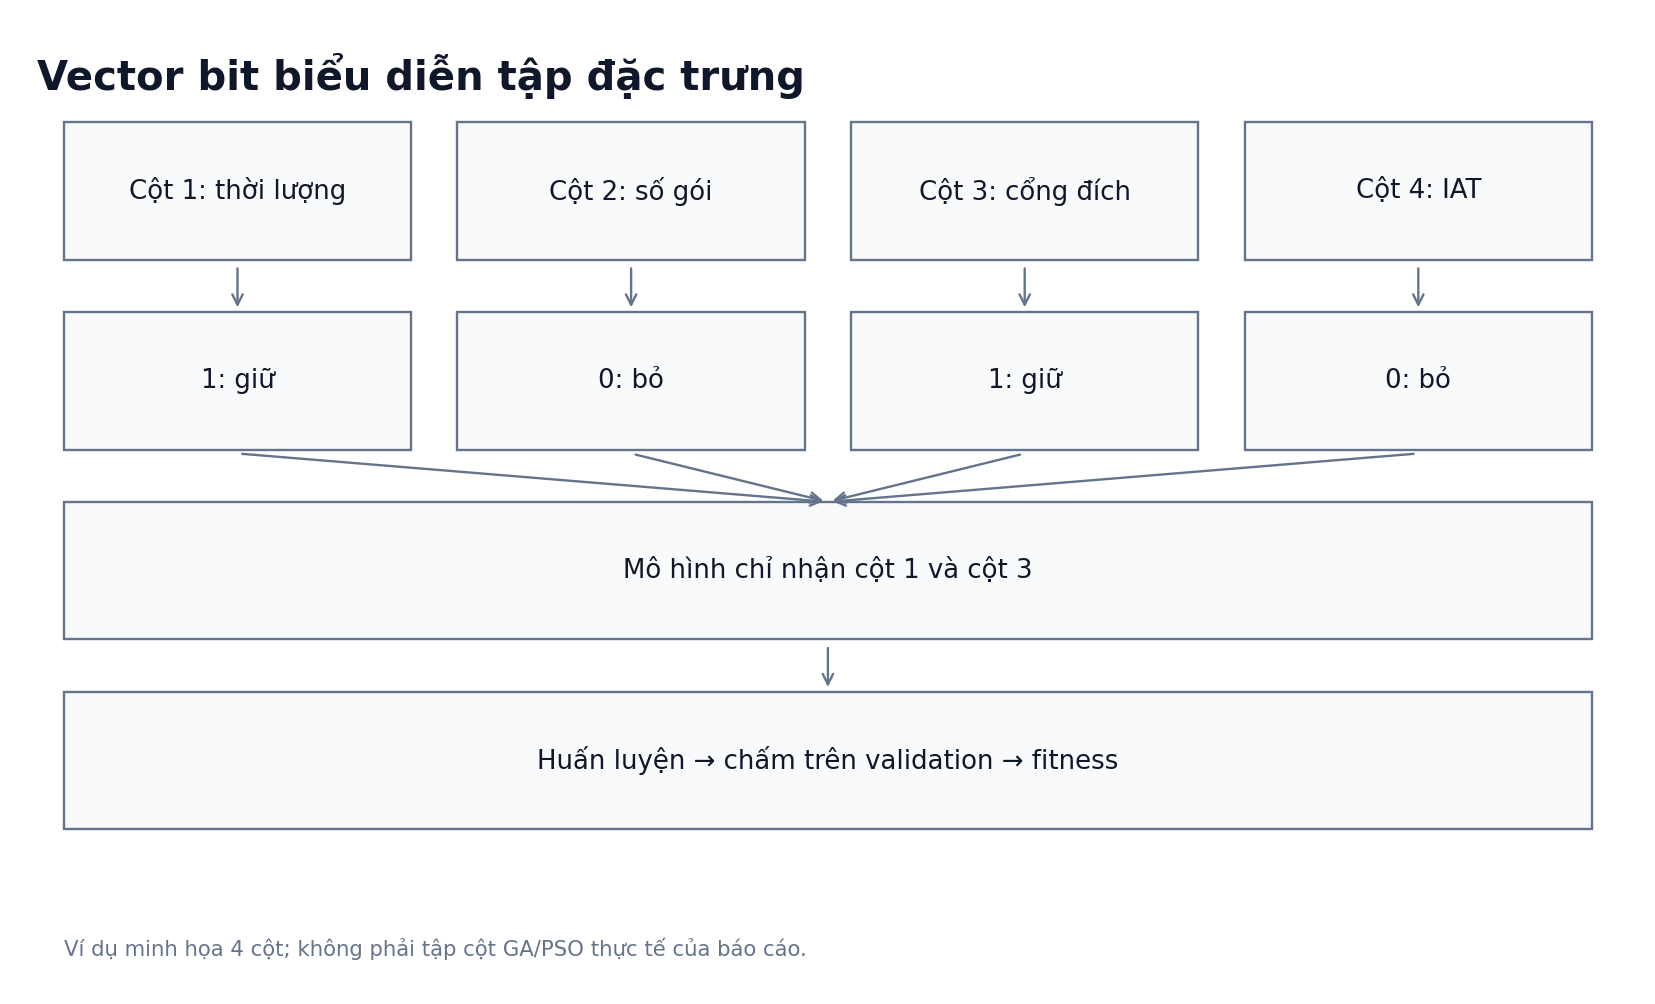 Vector bit biểu diễn tập đặc trưng
Cột 1: thời lượng
Cột 2: số gói
Cột 3: cổng đích
Cột 4: IAT
1: giữ
0: bỏ
1: giữ
0: bỏ
Mô hình chỉ nhận cột 1 và cột 3
Huấn luyện → chấm trên validation → fitness
Ví dụ minh họa 4 cột; không phải tập cột GA/PSO thực tế của báo cáo.